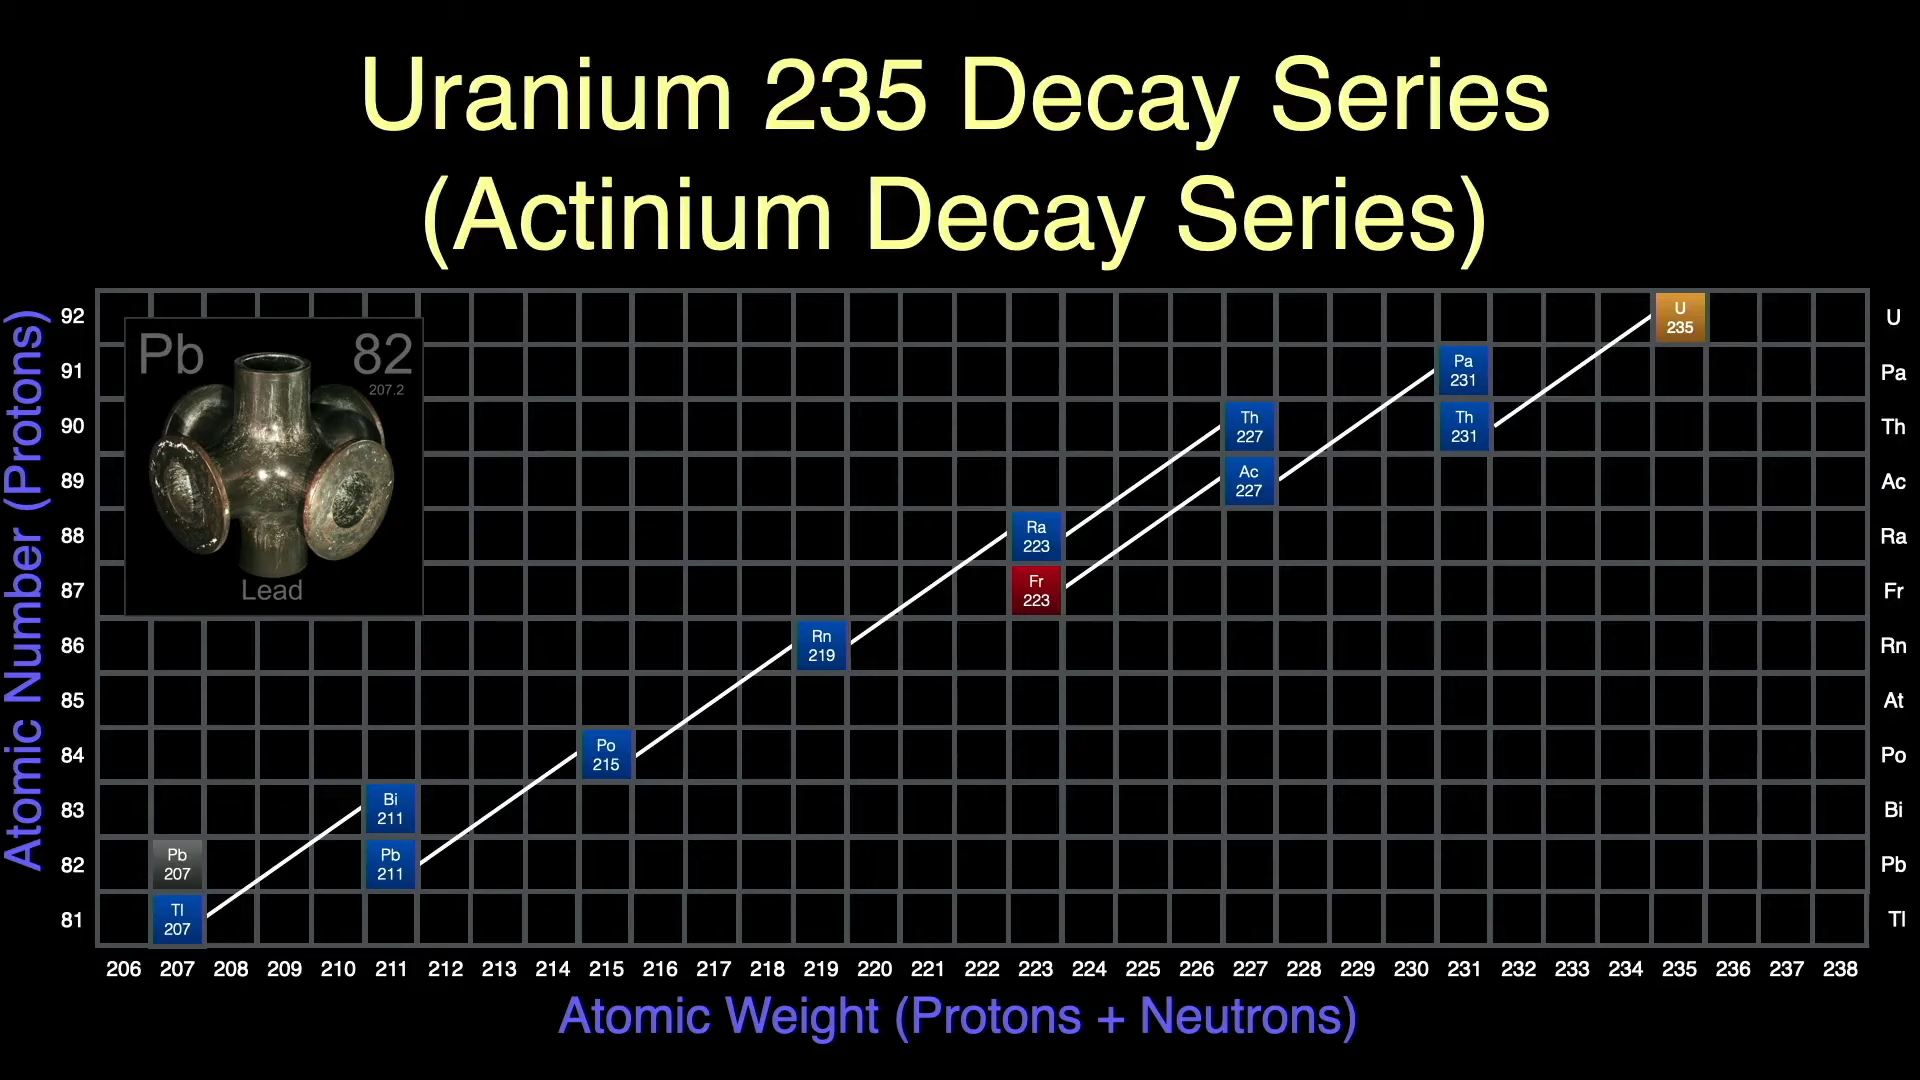 Uranium 235 Decay Series
(Actinium Decay Series)
Atomic Number (Protons)
Pb 82
207.2
Lead
92 U
235 U
91 Pa
231 Pa
90 Th
227 Th
231 Th
89 Ac
227 Ac
88 Ra
223 Ra
87 Fr
223 Fr
86 Rn
219 Rn
85 At
84 Po
215 Po
83 Bi
211 Bi
82 Pb
207 Pb
211 Pb
81 Tl
207 Tl
206 207 208 209 210 211 212 213 214 215 216 217 218 219 220 221 222 223 224 225 226 227 228 229 230 231 232 233 234 235 236 237 238
Atomic Weight (Protons + Neutrons)